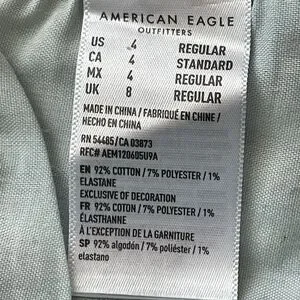 AMERICAN EAGLE
OUTFITTERS
US 4 REGULAR
CA 4 STANDARD
MX 4 REGULAR
UK 8 REGULAR
MADE IN CHINA / FABRIQUÉ EN CHINE /
HECHO EN CHINA
RN 54485/CA 03873
RFC# AEM120605U9A
EN 92% COTTON / 7% POLYESTER / 1%
ELASTANE
EXCLUSIVE OF DECORATION
FR 92% COTON / 7% POLYESTER / 1%
ÉLASTHANNE
À L'EXCEPTION DE LA GARNITURE
SP 92% algodón / 7% poliéster / 1%
elastano